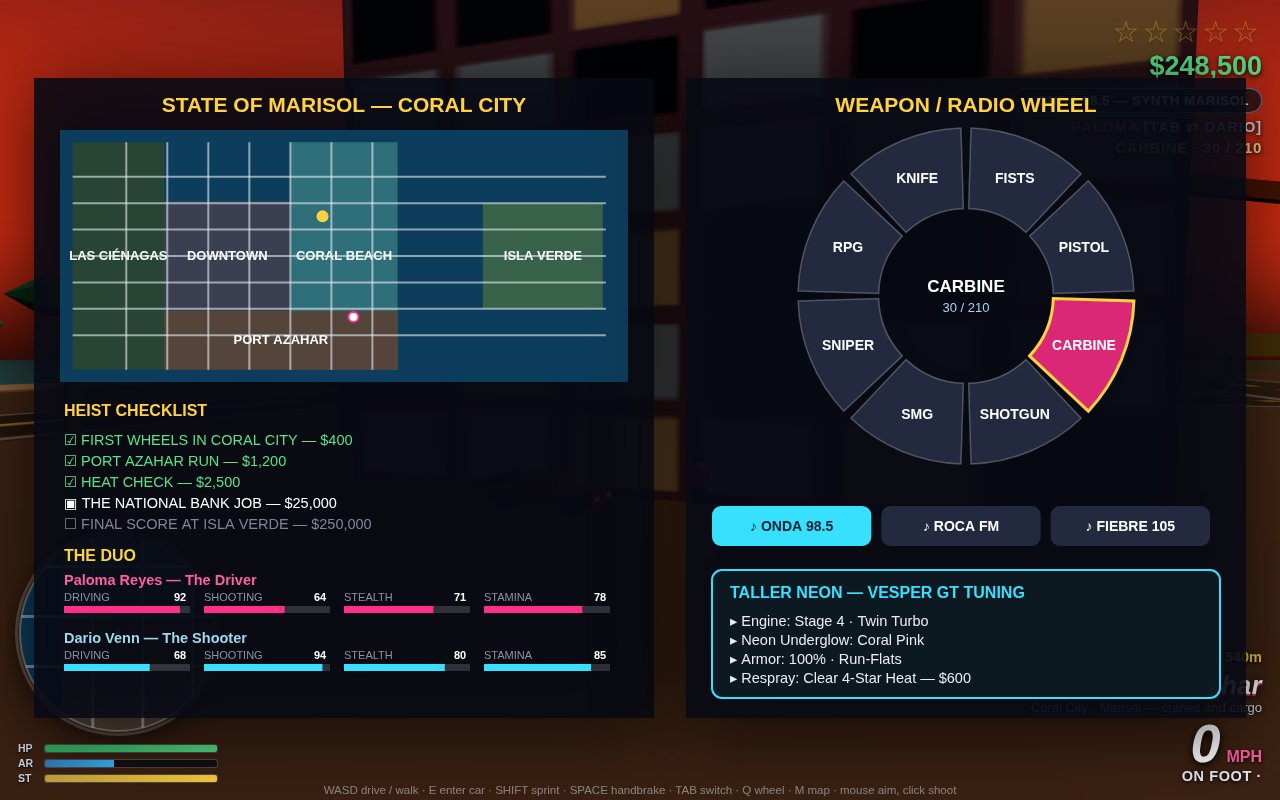 ☆☆☆☆☆
$248,500
98.5 — SYNTH MARISOL
PALOMA [TAB ⇄ DARIO]
CARBINE · 30 / 210
STATE OF MARISOL — CORAL CITY
LAS CIÉNAGAS
DOWNTOWN
CORAL BEACH
ISLA VERDE
PORT AZAHAR
HEIST CHECKLIST
☑ FIRST WHEELS IN CORAL CITY — $400
☑ PORT AZAHAR RUN — $1,200
☑ HEAT CHECK — $2,500
▣ THE NATIONAL BANK JOB — $25,000
☐ FINAL SCORE AT ISLA VERDE — $250,000
THE DUO
Paloma Reyes — The Driver
DRIVING 92 SHOOTING 64 STEALTH 71 STAMINA 78
Dario Venn — The Shooter
DRIVING 68 SHOOTING 94 STEALTH 80 STAMINA 85
WEAPON / RADIO WHEEL
KNIFE
FISTS
RPG
PISTOL
CARBINE
30 / 210
SNIPER
CARBINE
SMG
SHOTGUN
♪ ONDA 98.5
♪ ROCA FM
♪ FIEBRE 105
TALLER NEON — VESPER GT TUNING
▸ Engine: Stage 4 · Twin Turbo
▸ Neon Underglow: Coral Pink
▸ Armor: 100% · Run-Flats
▸ Respray: Clear 4-Star Heat — $600
Coral City · Marisol — cranes and cargo
HP
AR
ST
0 MPH
ON FOOT ·
WASD drive / walk · E enter car · SHIFT sprint · SPACE handbrake · TAB switch · Q wheel · M map · mouse aim, click shoot